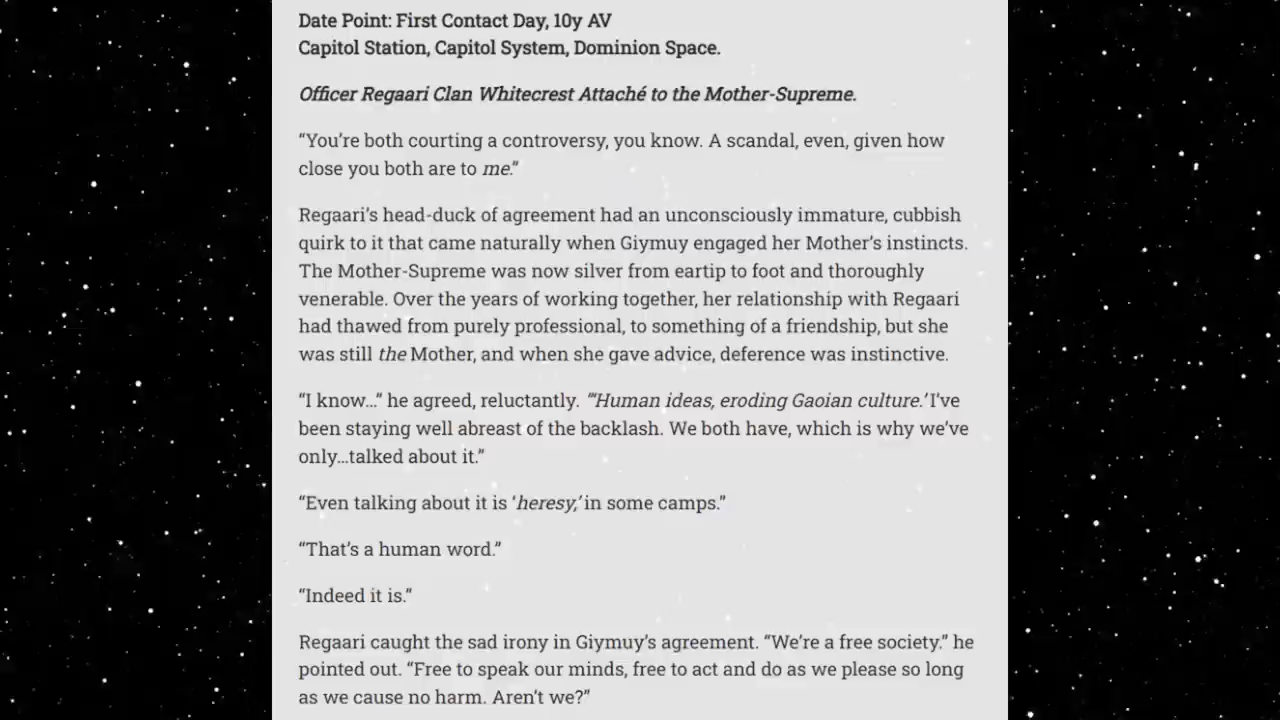 Date Point: First Contact Day, 10y AV
Capitol Station, Capitol System, Dominion Space.
Officer Regaari Clan Whitecrest Attaché to the Mother-Supreme.
“You’re both courting a controversy, you know. A scandal, even, given how
close you both are to me.”
Regaari’s head-duck of agreement had an unconsciously immature, cubbish
quirk to it that came naturally when Giymuy engaged her Mother’s instincts.
The Mother-Supreme was now silver from eartip to foot and thoroughly
venerable. Over the years of working together, her relationship with Regaari
had thawed from purely professional, to something of a friendship, but she
was still the Mother, and when she gave advice, deference was instinctive.
“I know…” he agreed, reluctantly. “‘Human ideas, eroding Gaoian culture.’ I’ve
been staying well abreast of the backlash. We both have, which is why we’ve
only…talked about it.”
“Even talking about it is ‘heresy,’ in some camps.”
“That’s a human word.”
“Indeed it is.”
Regaari caught the sad irony in Giymuy’s agreement. “We’re a free society.” he
pointed out. “Free to speak our minds, free to act and do as we please so long
as we cause no harm. Aren’t we?”